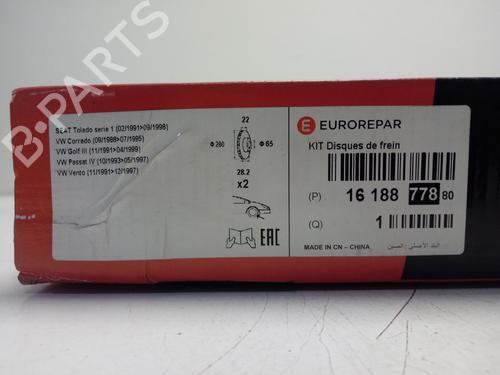 SEAT Toledo serie 1 (02/1991>09/1998)
VW Corrado (09/1988>07/1995)
VW Golf III (11/1991>04/1999)
VW Passat IV (10/1993>05/1997)
VW Vento (11/1991>12/1997)
22
Φ 280
Φ 65
28.2
x2
EAC
E EUROREPAR
KIT Disques de frein
(P) 16 188 778 80
(Q) 1
MADE IN CN – CHINA
البلد الأصلي : الصين
B-PARTS